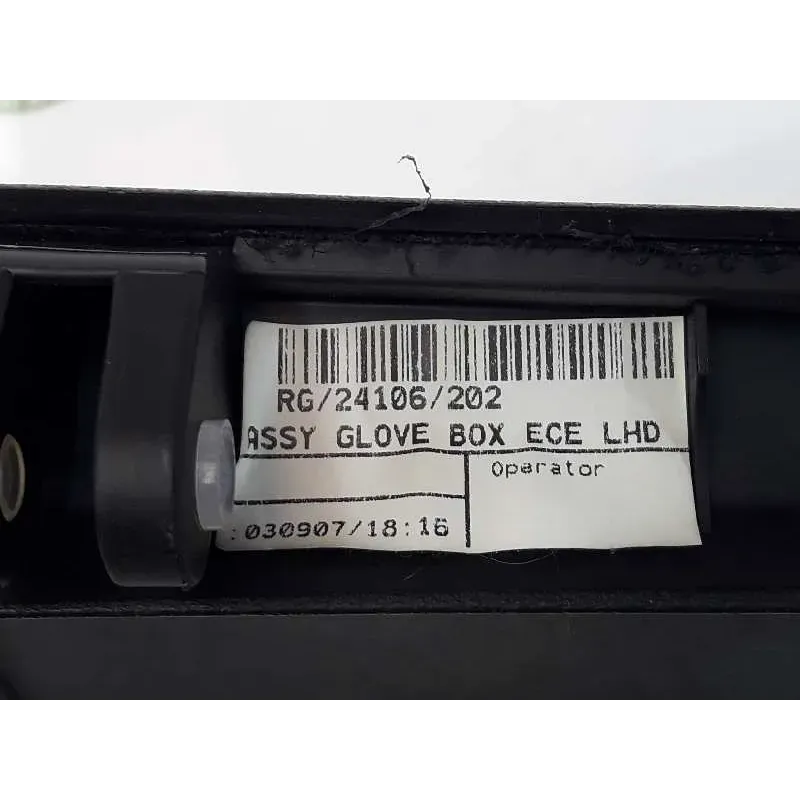 RG/24106/202
ASSY GLOVE BOX ECE LHD
Operator
:030907/18:16